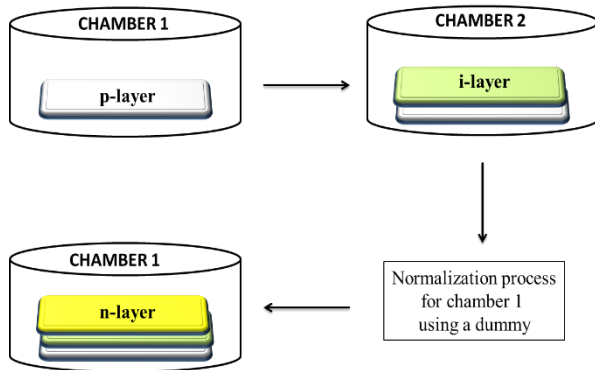 CHAMBER 1
p-layer
CHAMBER 2
i-layer
Normalization process
for chamber 1
using a dummy
CHAMBER 1
n-layer